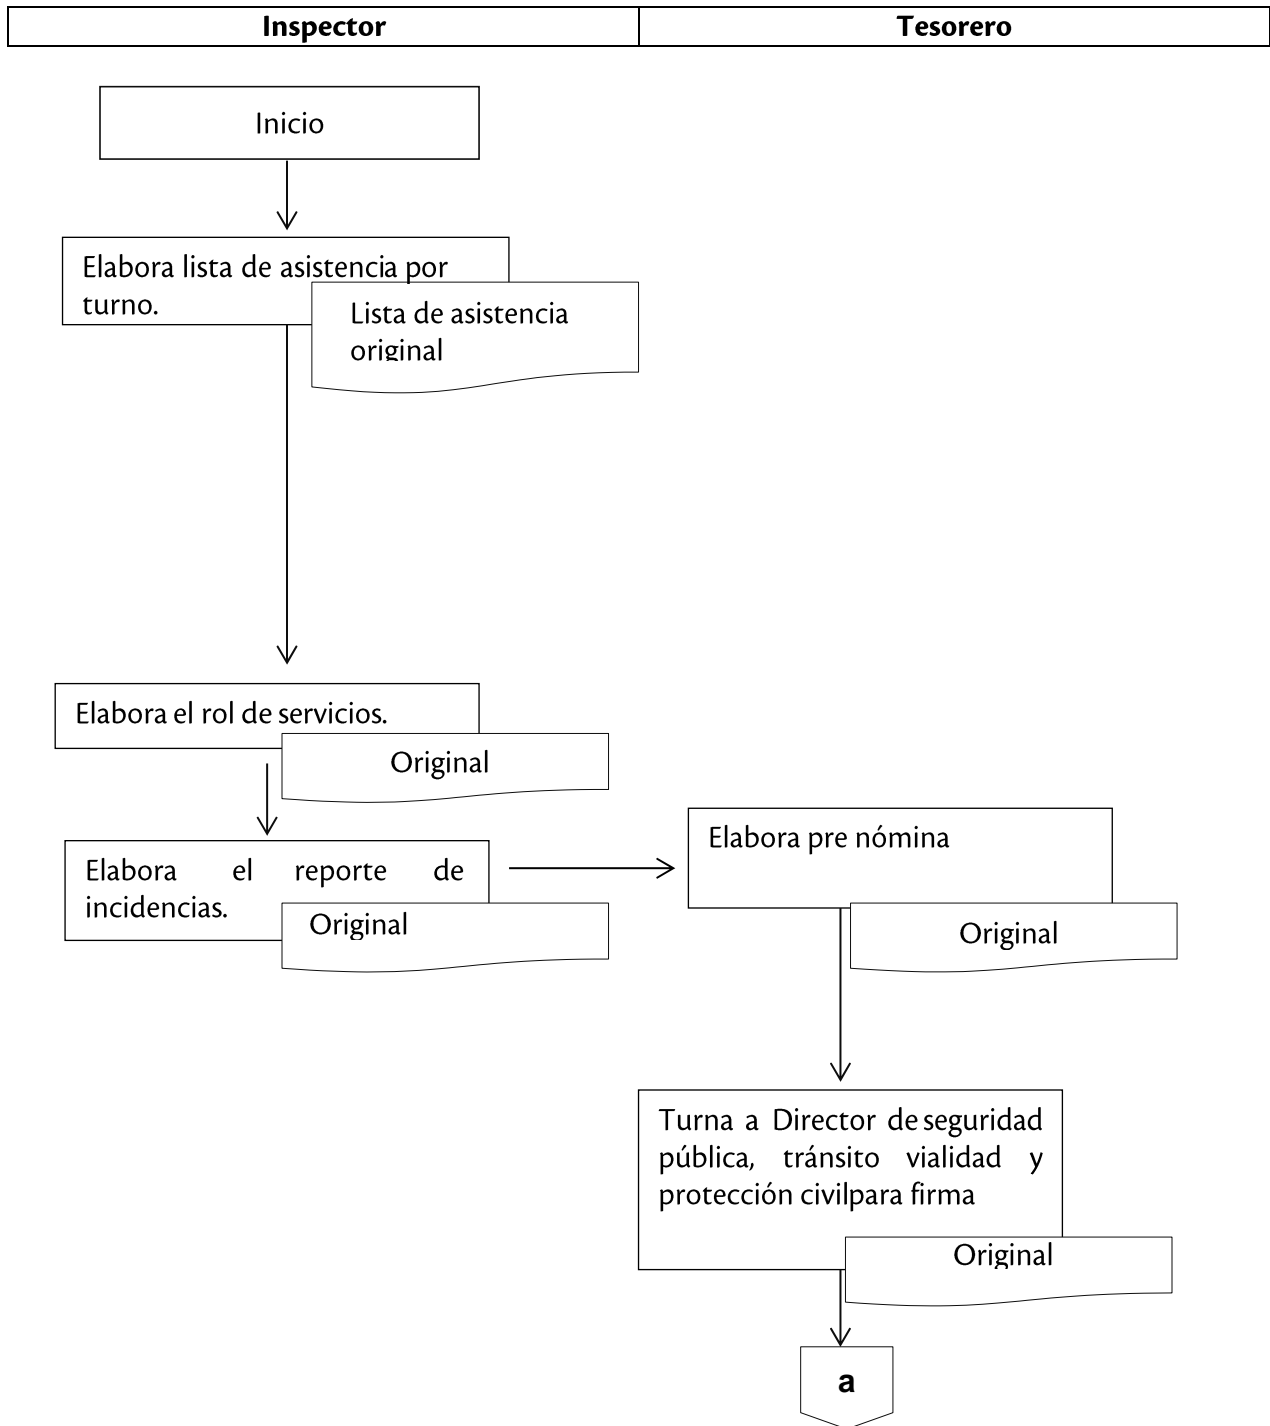 Inspector
Tesorero
Inicio
Elabora lista de asistencia por
turno.
Lista de asistencia
original
Elabora el rol de servicios.
Original
Elabora el reporte de
incidencias.
Original
Elabora pre nómina
Original
Turna a Director de seguridad
pública, tránsito vialidad y
protección civilpara firma
Original
a